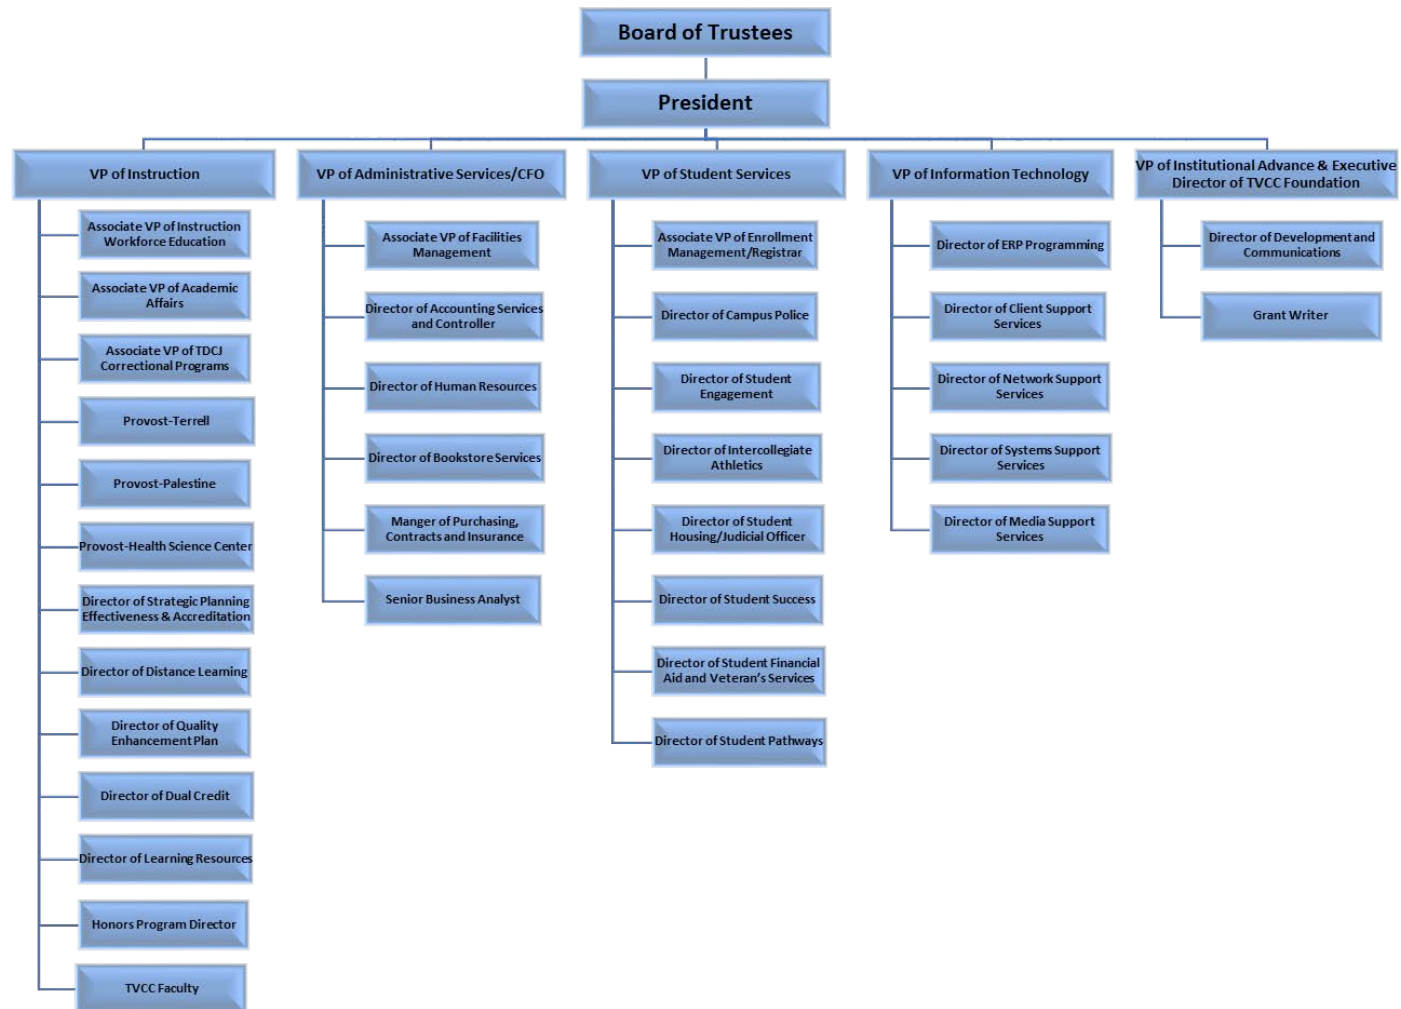 Board of Trustees
President
VP of Instruction
Associate VP of Instruction
Workforce Education
Associate VP of Academic
Affairs
Associate VP of TDCJ
Correctional Programs
Provost-Terrell
Provost-Palestine
Provost-Health Science Center
Director of Strategic Planning
Effectiveness & Accreditation
Director of Distance Learning
Director of Quality
Enhancement Plan
Director of Dual Credit
Director of Learning Resources
Honors Program Director
TVCC Faculty
VP of Administrative Services/CFO
Associate VP of Facilities
Management
Director of Accounting Services
and Controller
Director of Human Resources
Director of Bookstore Services
Manger of Purchasing,
Contracts and Insurance
Senior Business Analyst
VP of Student Services
Associate VP of Enrollment
Management/Registrar
Director of Campus Police
Director of Student
Engagement
Director of Intercollegiate
Athletics
Director of Student
Housing/Judicial Officer
Director of Student Success
Director of Student Financial
Aid and Veteran's Services
Director of Student Pathways
VP of Information Technology
Director of ERP Programming
Director of Client Support
Services
Director of Network Support
Services
Director of Systems Support
Services
Director of Media Support
Services
VP of Institutional Advance & Executive
Director of TVCC Foundation
Director of Development and
Communications
Grant Writer